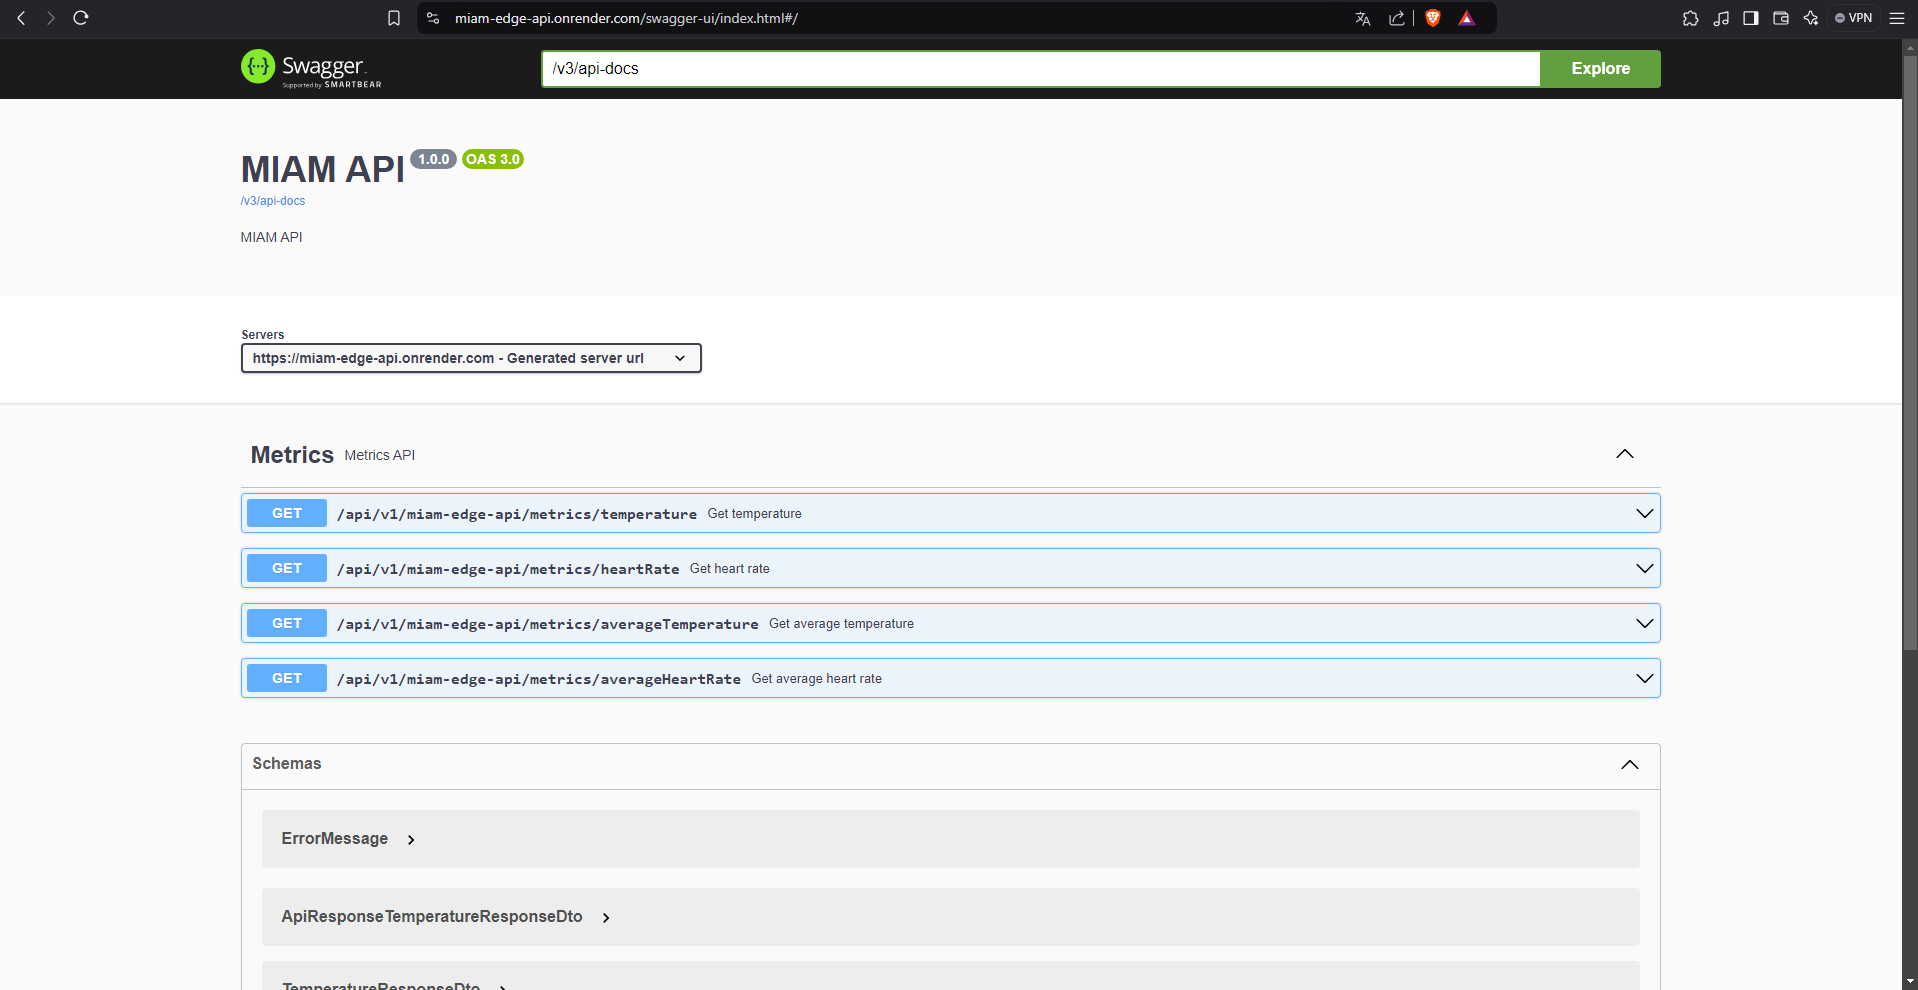 miam-edge-api.onrender.com/swagger-ui/index.html#/
VPN
Swagger
Supported by SMARTBEAR
/v3/api-docs
Explore
MIAM API 1.0.0 OAS 3.0
/v3/api-docs
MIAM API
Servers
https://miam-edge-api.onrender.com - Generated server url
Metrics Metrics API
GET /api/v1/miam-edge-api/metrics/temperature Get temperature
GET /api/v1/miam-edge-api/metrics/heartRate Get heart rate
GET /api/v1/miam-edge-api/metrics/averageTemperature Get average temperature
GET /api/v1/miam-edge-api/metrics/averageHeartRate Get average heart rate
Schemas
ErrorMessage
ApiResponseTemperatureResponseDto
TemperatureResponseDto